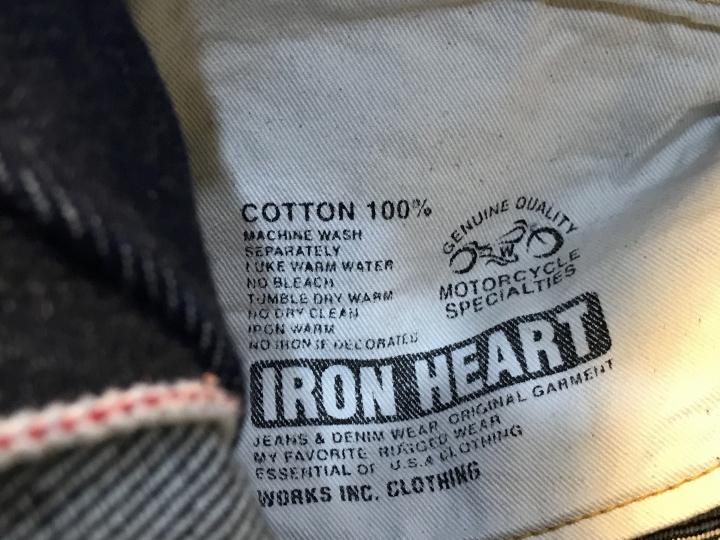 COTTON 100%
MACHINE WASH
SEPARATELY
LUKE WARM WATER
NO BLEACH
TUMBLE DRY WARM
NO DRY CLEAN
IRON WARM
NO IRON IF DECORATED
GENUINE QUALITY
W
MOTORCYCLE
SPECIALTIES
IRON HEART
JEANS & DENIM WEAR ORIGINAL GARMENT
MY FAVORITE RUGGED WEAR
ESSENTIAL OF U.S.A CLOTHING
WORKS INC. CLOTHING